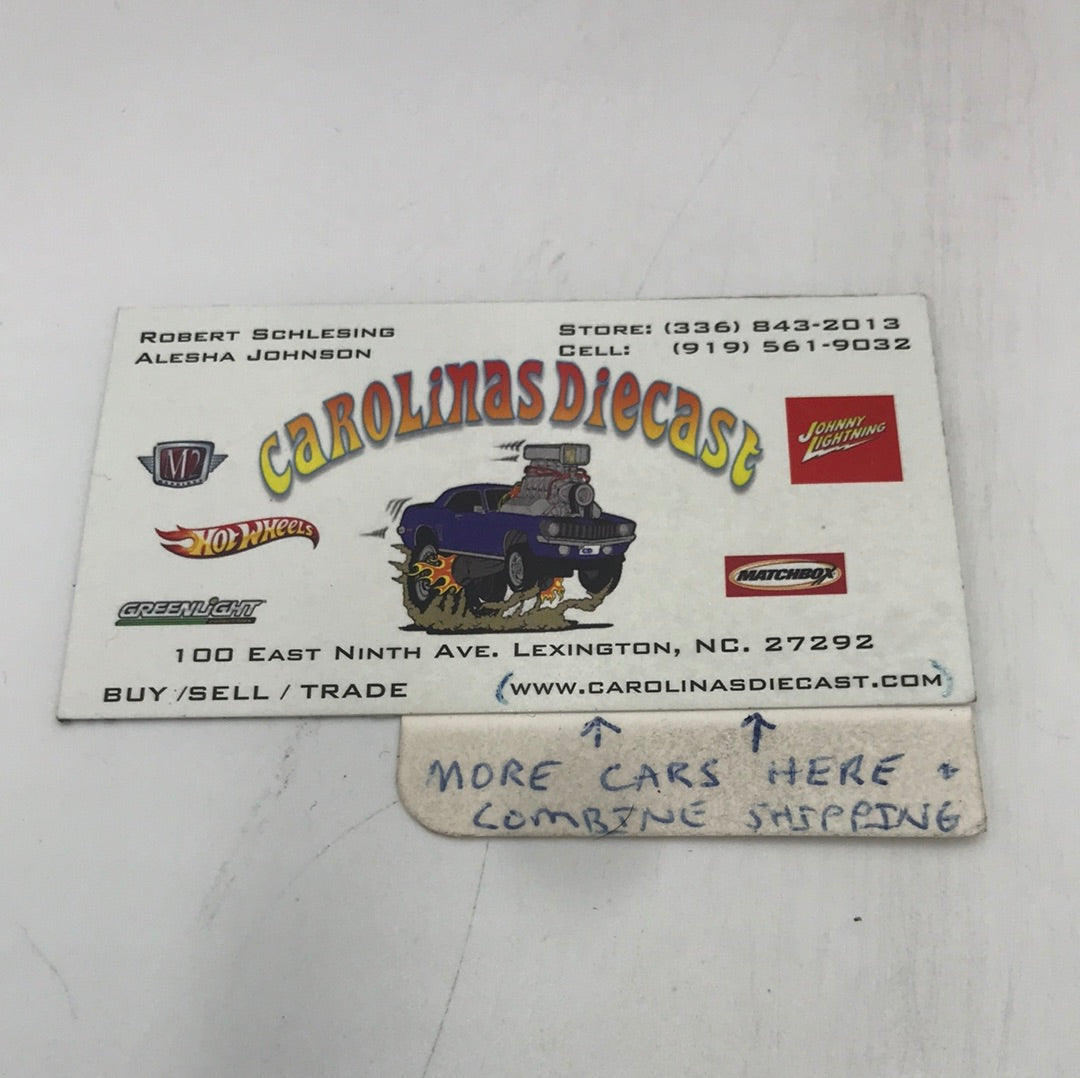 ROBERT SCHLESING
ALESHA JOHNSON
STORE: (336) 843-2013
CELL: (919) 561-9032
CAROLINAS DIECAST
M2
JOHNNY
LIGHTNING
HOT WHEELS
MATCHBOX
GREENLIGHT
100 EAST NINTH AVE. LEXINGTON, NC. 27292
BUY /SELL / TRADE
(WWW.CAROLINASDIECAST.COM)
MORE CARS HERE +
COMBINE SHIPPING